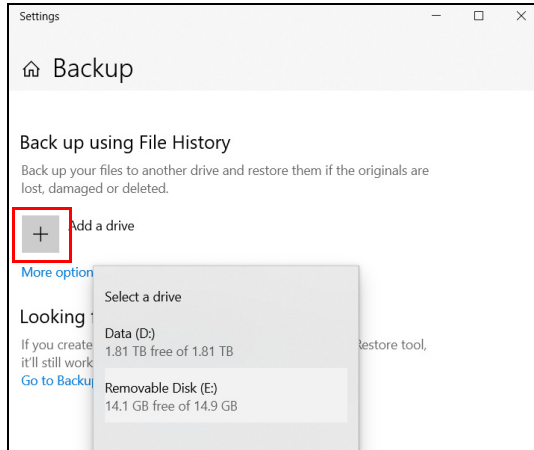 Settings
Backup
Back up using File History
Back up your files to another drive and restore them if the originals are
lost, damaged or deleted.
Add a drive
More option
Select a drive
Looking
Data (D:)
If you create
1.81 TB free of 1.81 TB
Restore tool,
it'll still work
Go to Backu
Removable Disk (E:)
14.1 GB free of 14.9 GB